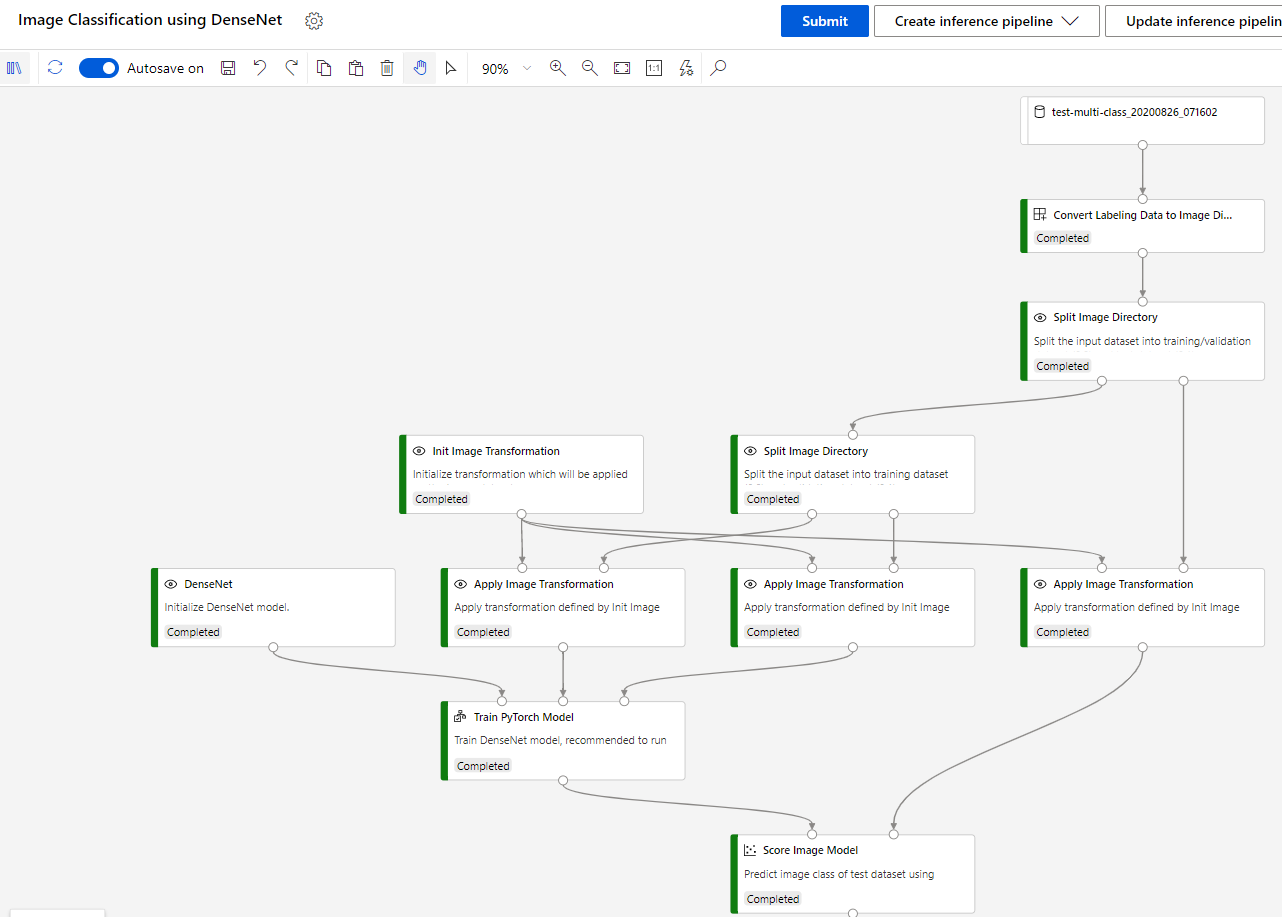 Image Classification using DenseNet
Submit
Create inference pipeline
Update inference pipelin
Autosave on
90%
1:1
test-multi-class_20200826_071602
Convert Labeling Data to Image Di...
Completed
Split Image Directory
Split the input dataset into training/validation
Completed
Init Image Transformation
Initialize transformation which will be applied
Completed
Split Image Directory
Split the input dataset into training dataset
Completed
DenseNet
Initialize DenseNet model.
Completed
Apply Image Transformation
Apply transformation defined by Init Image
Completed
Apply Image Transformation
Apply transformation defined by Init Image
Completed
Apply Image Transformation
Apply transformation defined by Init Image
Completed
Train PyTorch Model
Train DenseNet model, recommended to run
Completed
Score Image Model
Predict image class of test dataset using
Completed